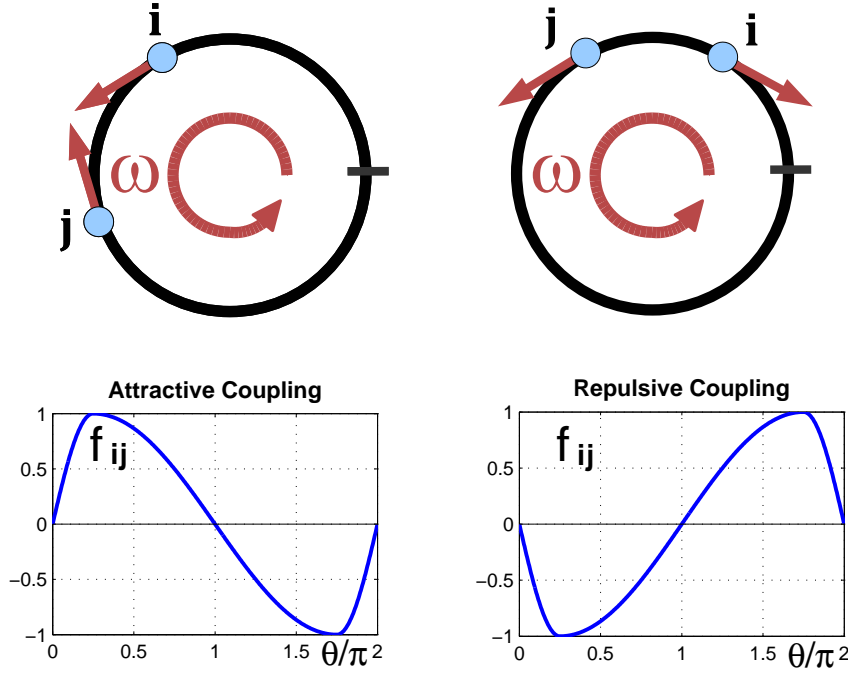 i
j
ω
j
i
ω
Attractive Coupling
f ij
1
0.5
0
−0.5
−1
0
0.5
1
1.5
2
θ/π
Repulsive Coupling
f ij
1
0.5
0
−0.5
−1
0
0.5
1
1.5
2
θ/π